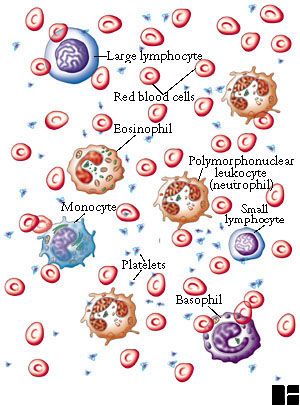 Large lymphocyte
Red blood cells
Eosinophil
Polymorphonuclear
leukocyte
(neutrophil)
Monocyte
Small
lymphocyte
Platelets
Basophil